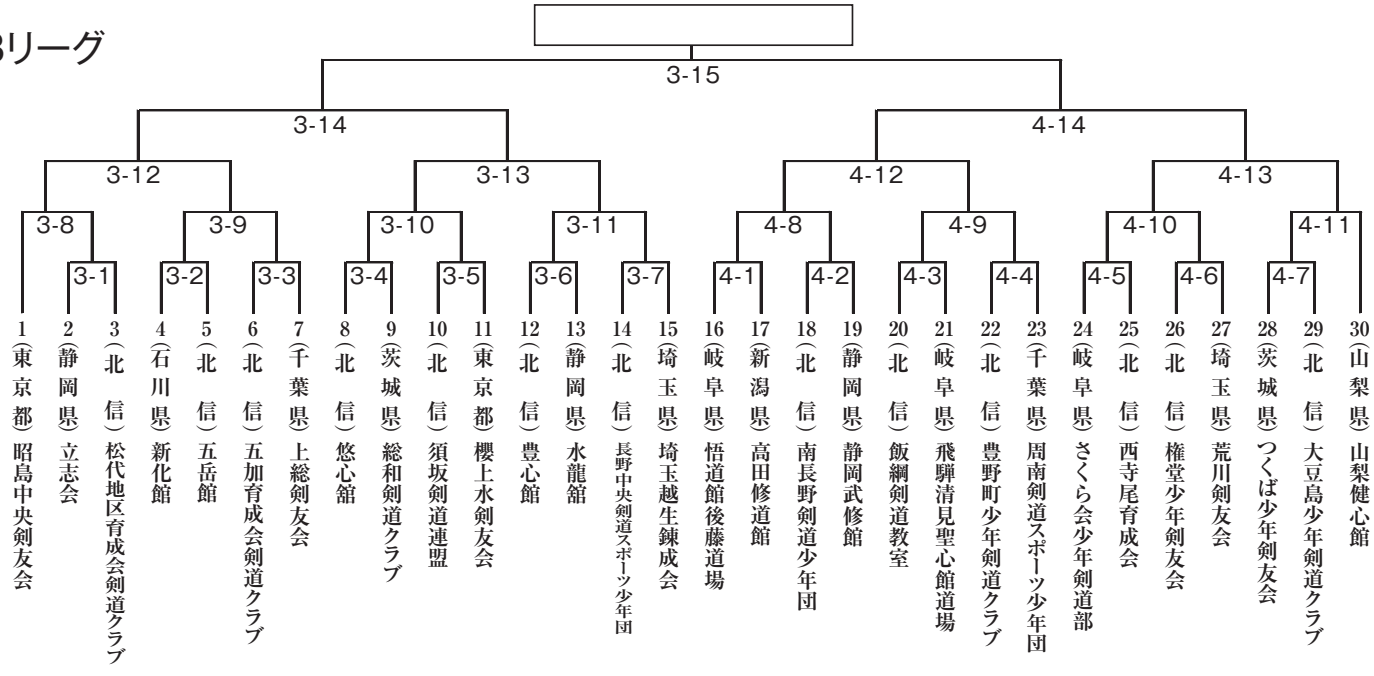 3リーグ
3-15
3-14
4-14
3-12
3-13
4-12
4-13
3-8
3-9
3-10
3-11
4-8
4-9
4-10
4-11
3-1
3-2
3-3
3-4
3-5
3-6
3-7
4-1
4-2
4-3
4-4
4-5
4-6
4-7
1(東京都)昭島中央剣友会
2(静岡県)立志会
3(北信)松代地区育成会剣道クラブ
4(石川県)新化館
5(北信)五岳館
6(北信)五加育成会剣道クラブ
7(千葉県)上総剣友会
8(北信)悠心舘
9(茨城県)総和剣道クラブ
10(北信)須坂剣道連盟
11(東京都)櫻上水剣友会
12(北信)豊心館
13(静岡県)水龍舘
14(北信)長野中央剣道スポーツ少年団
15(埼玉県)埼玉越生錬成会
16(岐阜県)悟道館後藤道場
17(新潟県)高田修道館
18(北信)南長野剣道少年団
19(静岡県)静岡武修館
20(北信)飯綱剣道教室
21(岐阜県)飛騨清見聖心館道場
22(北信)豊野町少年剣道クラブ
23(千葉県)周南剣道スポーツ少年団
24(岐阜県)さくら会少年剣道部
25(北信)西寺尾育成会
26(北信)権堂少年剣友会
27(埼玉県)荒川剣友会
28(茨城県)つくば少年剣友会
29(北信)大豆島少年剣道クラブ
30(山梨県)山梨健心館